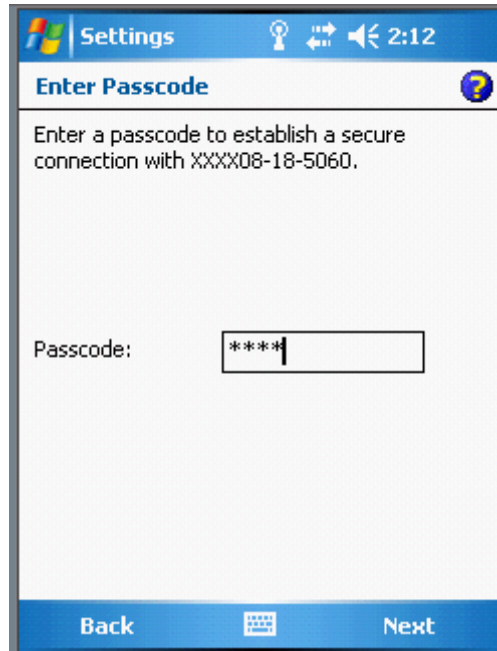 Settings 2:12
Enter Passcode
Enter a passcode to establish a secure
connection with XXXX08-18-5060.
Passcode: ****
Back Next